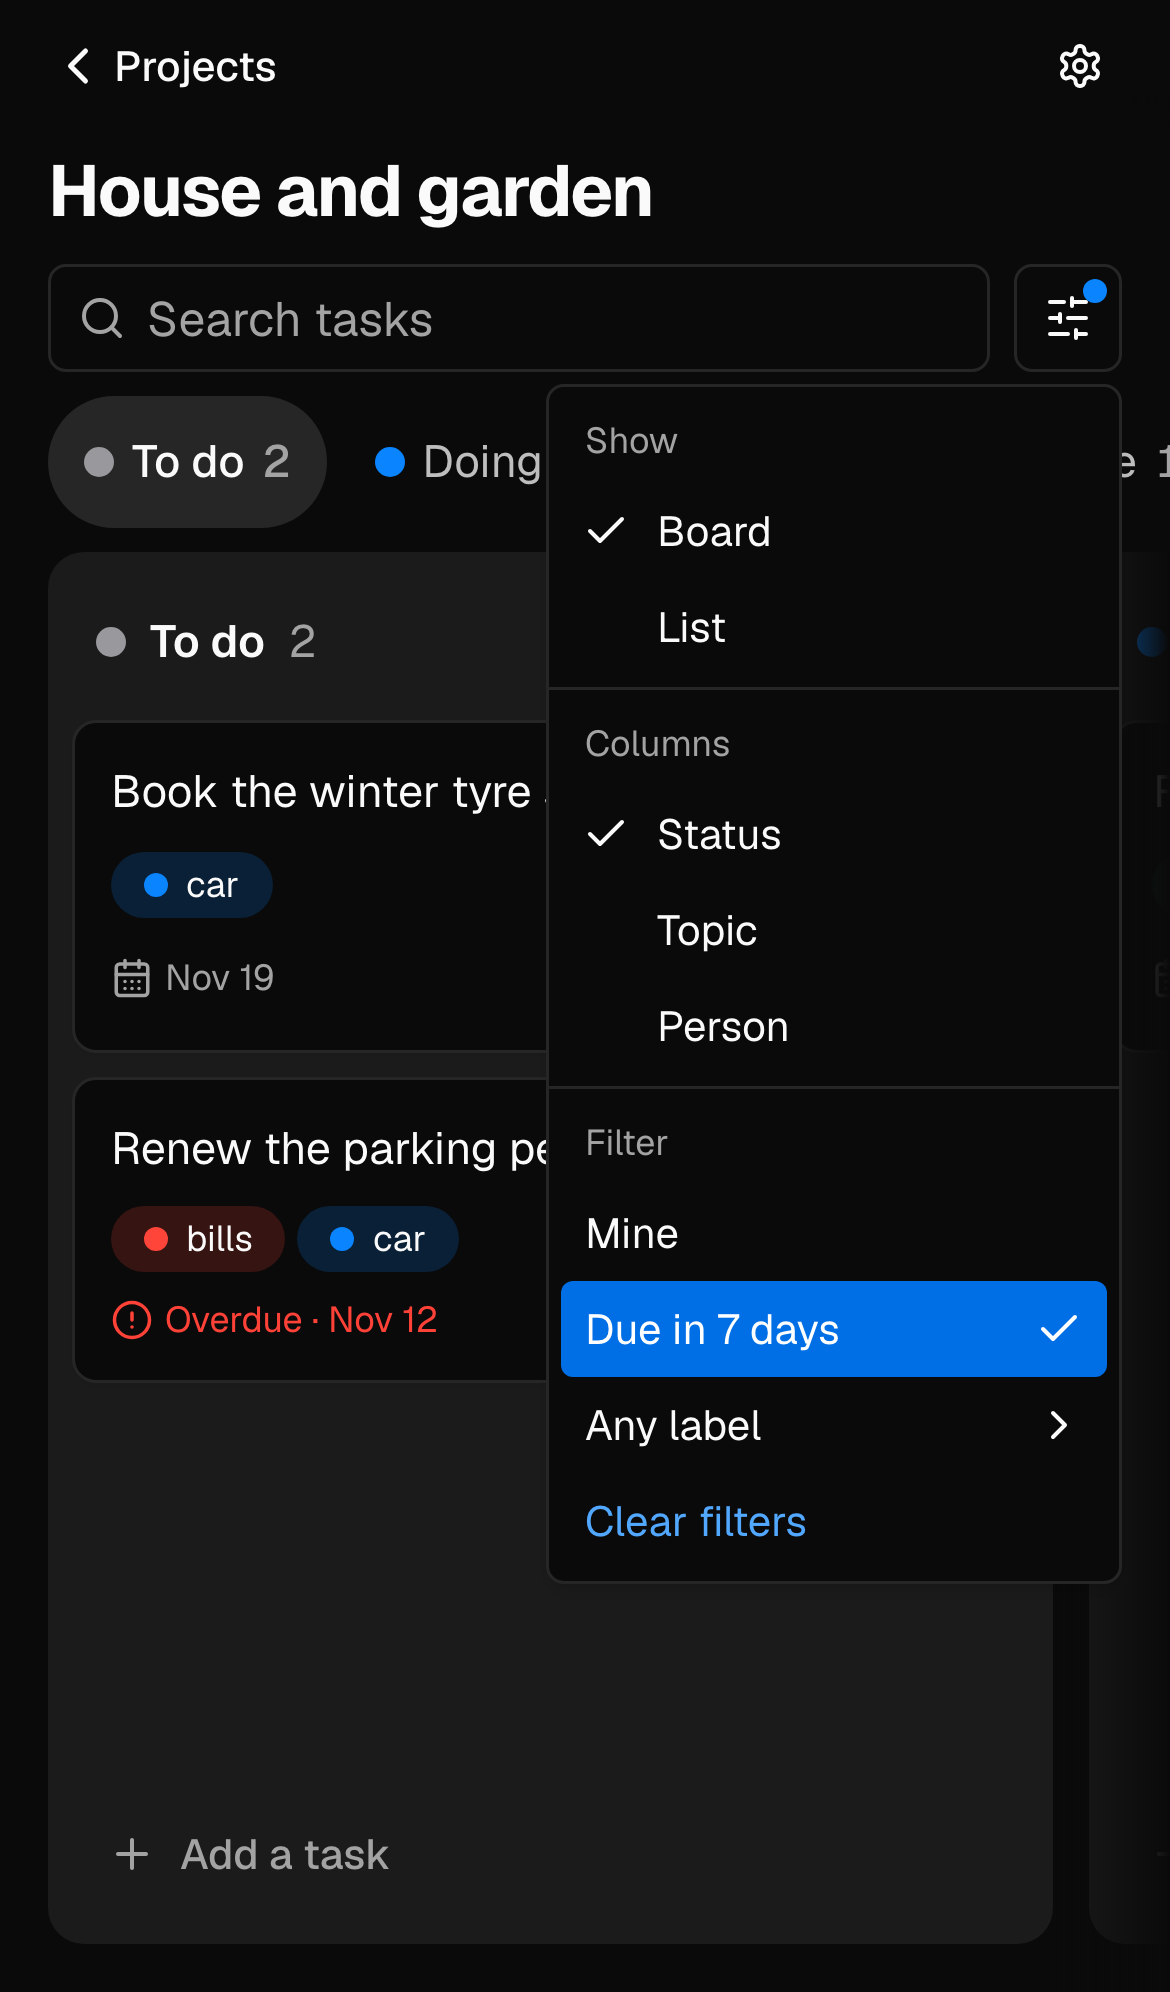 Projects
House and garden
Search tasks
To do 2
Doing
Show
Board
List
Columns
Status
Topic
Person
Filter
Mine
Due in 7 days
Any label
Clear filters
To do 2
Book the winter tyre
car
Nov 19
Renew the parking
bills car
Overdue · Nov 12
Add a task